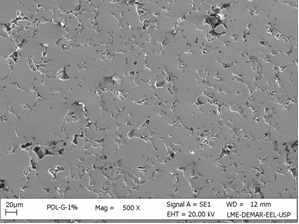 20µm
POL-G-1%
Mag = 500 X
Signal A = SE1
EHT = 20.00 kV
WD = 12 mm
LME-DEMAR-EEL-USP